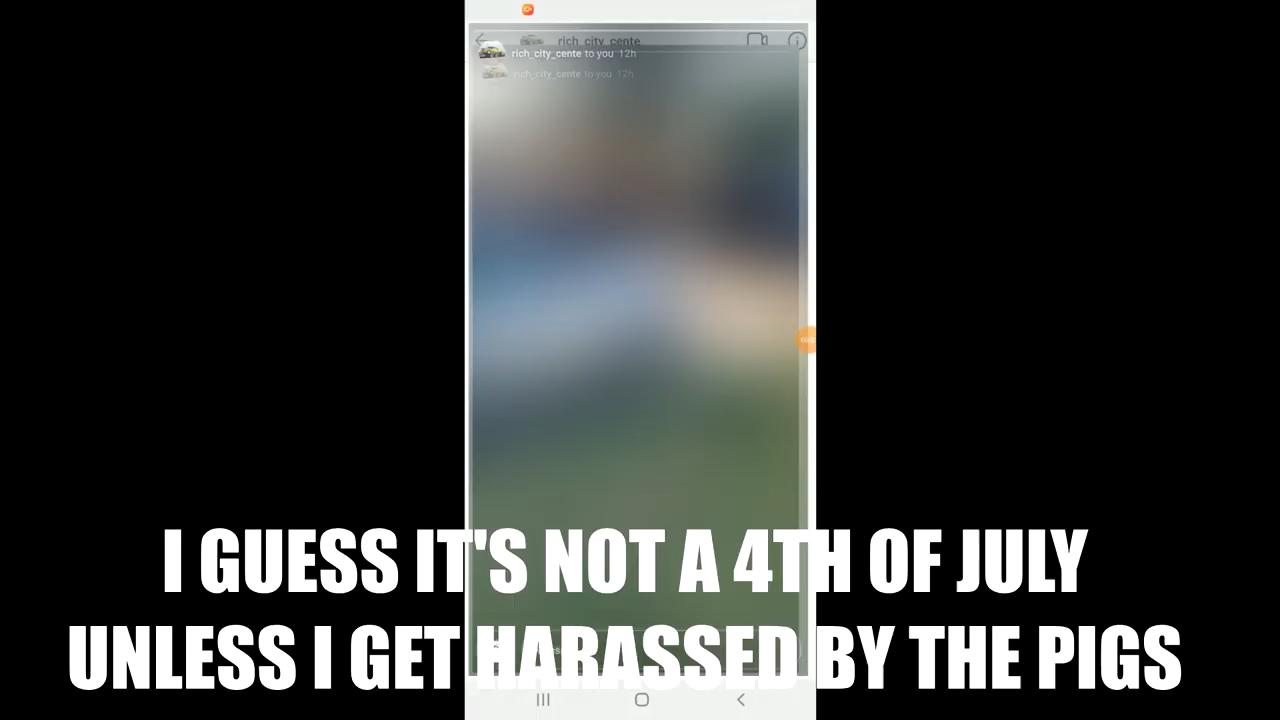 rich_city_cente
rich_city_cente to you 12h
rich_city_cente to you 12h
I GUESS IT'S NOT A 4TH OF JULY
UNLESS I GET HARASSED BY THE PIGS